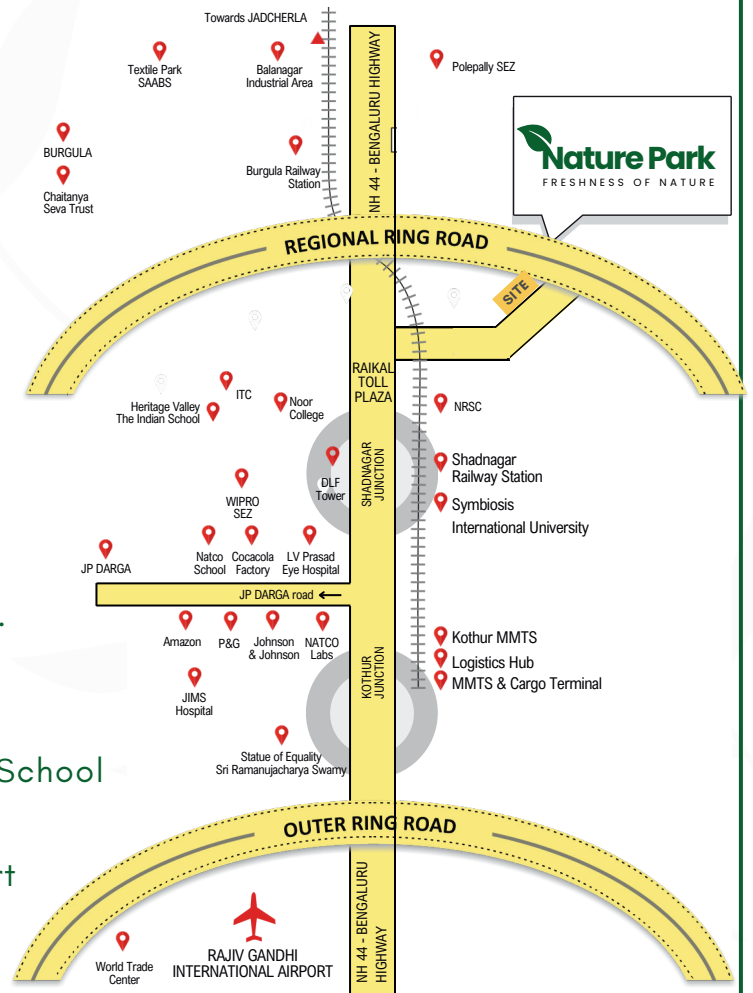 Towards JADCHERLA
Textile Park
SAABS
Balanagar
Industrial Area
Polepally SEZ
NH 44 - BENGALURU HIGHWAY
BURGULA
Chaitanya
Seva Trust
Burgula Railway
Station
Nature Park
FRESHNESS OF NATURE
REGIONAL RING ROAD
SITE
RAIKAL
TOLL
PLAZA
ITC
Heritage Valley
The Indian School
Noor
College
NRSC
SHADNAGAR
JUNCTION
DLF
Tower
Shadnagar
Railway Station
WIPRO
SEZ
Symbiosis
International University
JP DARGA
Natco
School
Cocacola
Factory
LV Prasad
Eye Hospital
JP DARGA road
Amazon
P&G
Johnson
& Johnson
NATCO
Labs
Kothur MMTS
Logistics Hub
MMTS & Cargo Terminal
KOTHUR
JUNCTION
JIMS
Hospital
Statue of Equality
Sri Ramanujacharya Swamy
School
OUTER RING ROAD
NH 44 - BENGALURU
HIGHWAY
World Trade
Center
RAJIV GANDHI
INTERNATIONAL AIRPORT